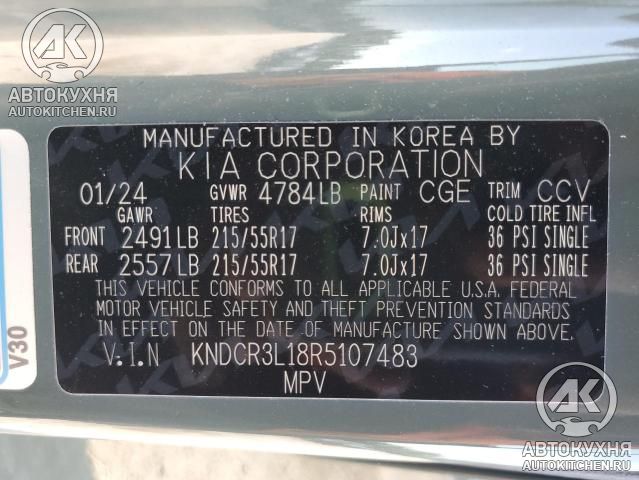 АК
АВТОКУХНЯ
AUTOKITCHEN.RU
MANUFACTURED IN KOREA BY
KIA CORPORATION
01/24 GVWR 4784LB PAINT CGE TRIM CCV
GAWR TIRES RIMS COLD TIRE INFL
FRONT 2491LB 215/55R17 7.0Jx17 36 PSI SINGLE
REAR 2557LB 215/55R17 7.0Jx17 36 PSI SINGLE
THIS VEHICLE CONFORMS TO ALL APPLICABLE U.S.A. FEDERAL
MOTOR VEHICLE SAFETY AND THEFT PREVENTION STANDARDS
IN EFFECT ON THE DATE OF MANUFACTURE SHOWN ABOVE.
V.I.N KNDCR3L18R5107483
MPV
V30
АК
АВТОКУХНЯ
AUTOKITCHEN.RU